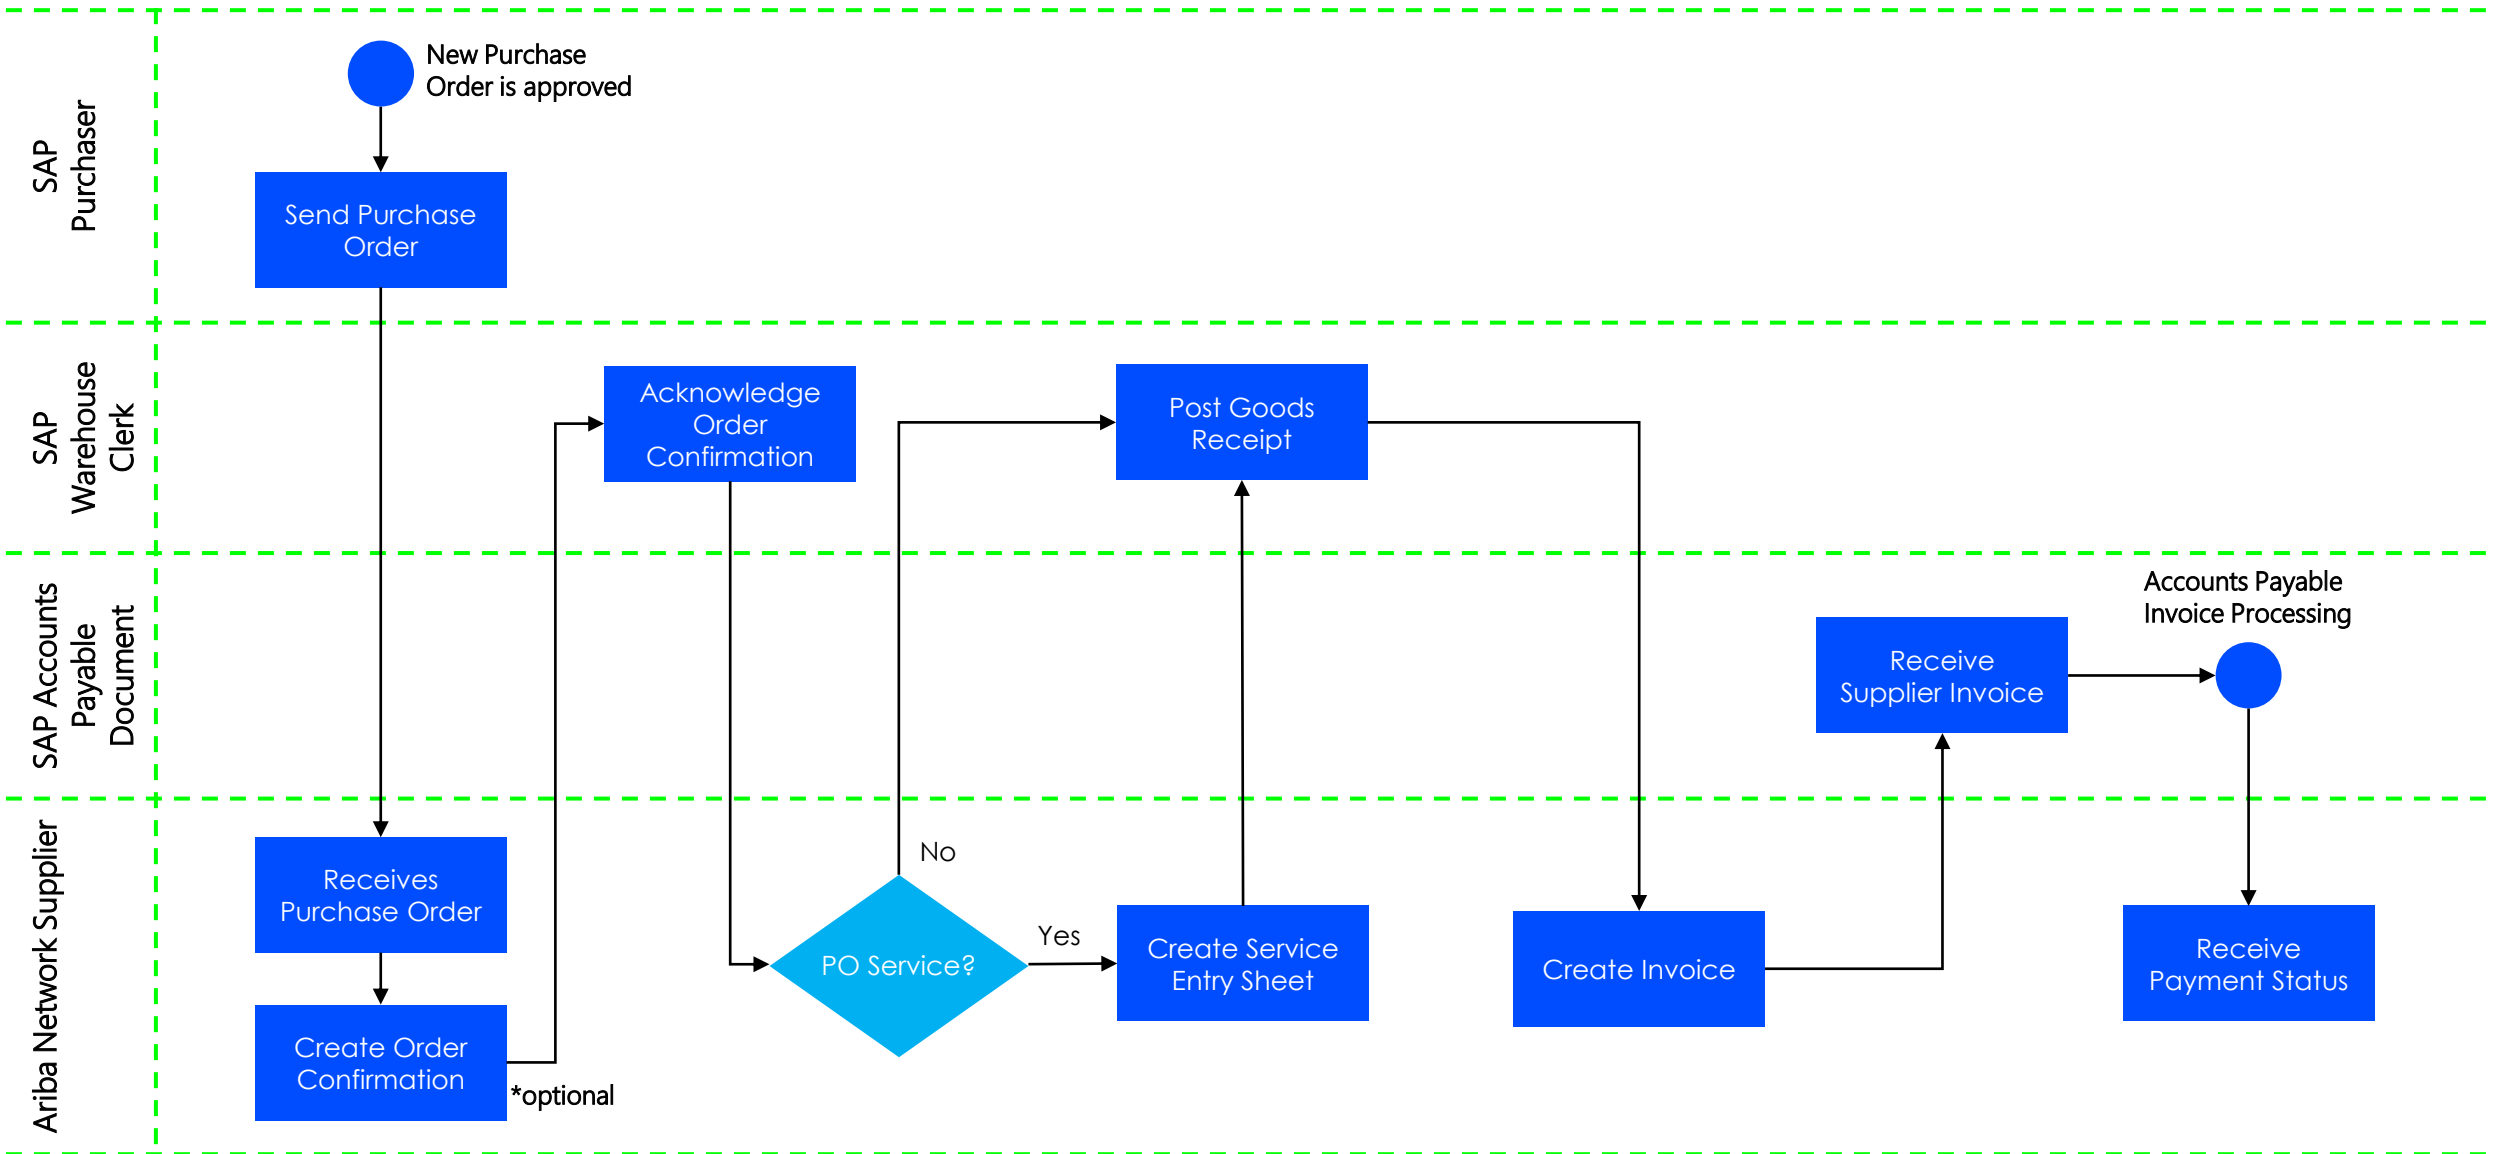 New Purchase
Order is approved
SAP
Purchaser
Send Purchase
Order
SAP
Warehouse
Clerk
Acknowledge
Order
Confirmation
Post Goods
Receipt
SAP Accounts
Payable
Document
Accounts Payable
Invoice Processing
Receive
Supplier Invoice
Ariba Network Supplier
Receives
Purchase Order
Create Order
Confirmation
*optional
No
PO Service?
Yes
Create Service
Entry Sheet
Create Invoice
Receive
Payment Status